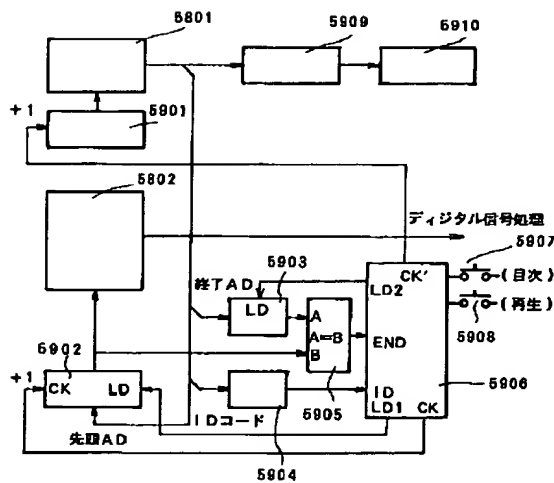 5801
5909
5910
+1
5901
5802
ディジタル信号処理
5907
CK'
(目次)
(再生)
5908
5903
終了AD
LD
LD2
A
A=B
B
END
5902
+1
CK
LD
IDコード
5905
ID
LD1
CK
5906
先頭AD
5904